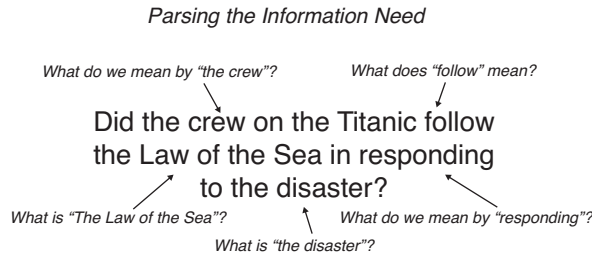 Parsing the Information Need
What do we mean by “the crew”?
What does “follow” mean?
Did the crew on the Titanic follow
the Law of the Sea in responding
to the disaster?
What is “The Law of the Sea”?
What do we mean by “responding”?
What is “the disaster”?